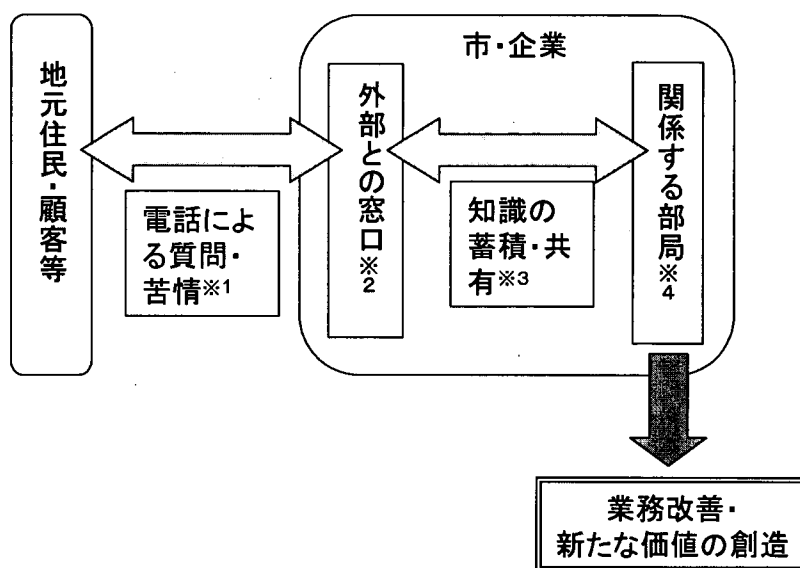 市・企業
地元住民・顧客等
外部との窓口※2
関係する部局※4
電話によ
る質問・
苦情※1
知識の
蓄積・共
有※3
業務改善・
新たな価値の創造